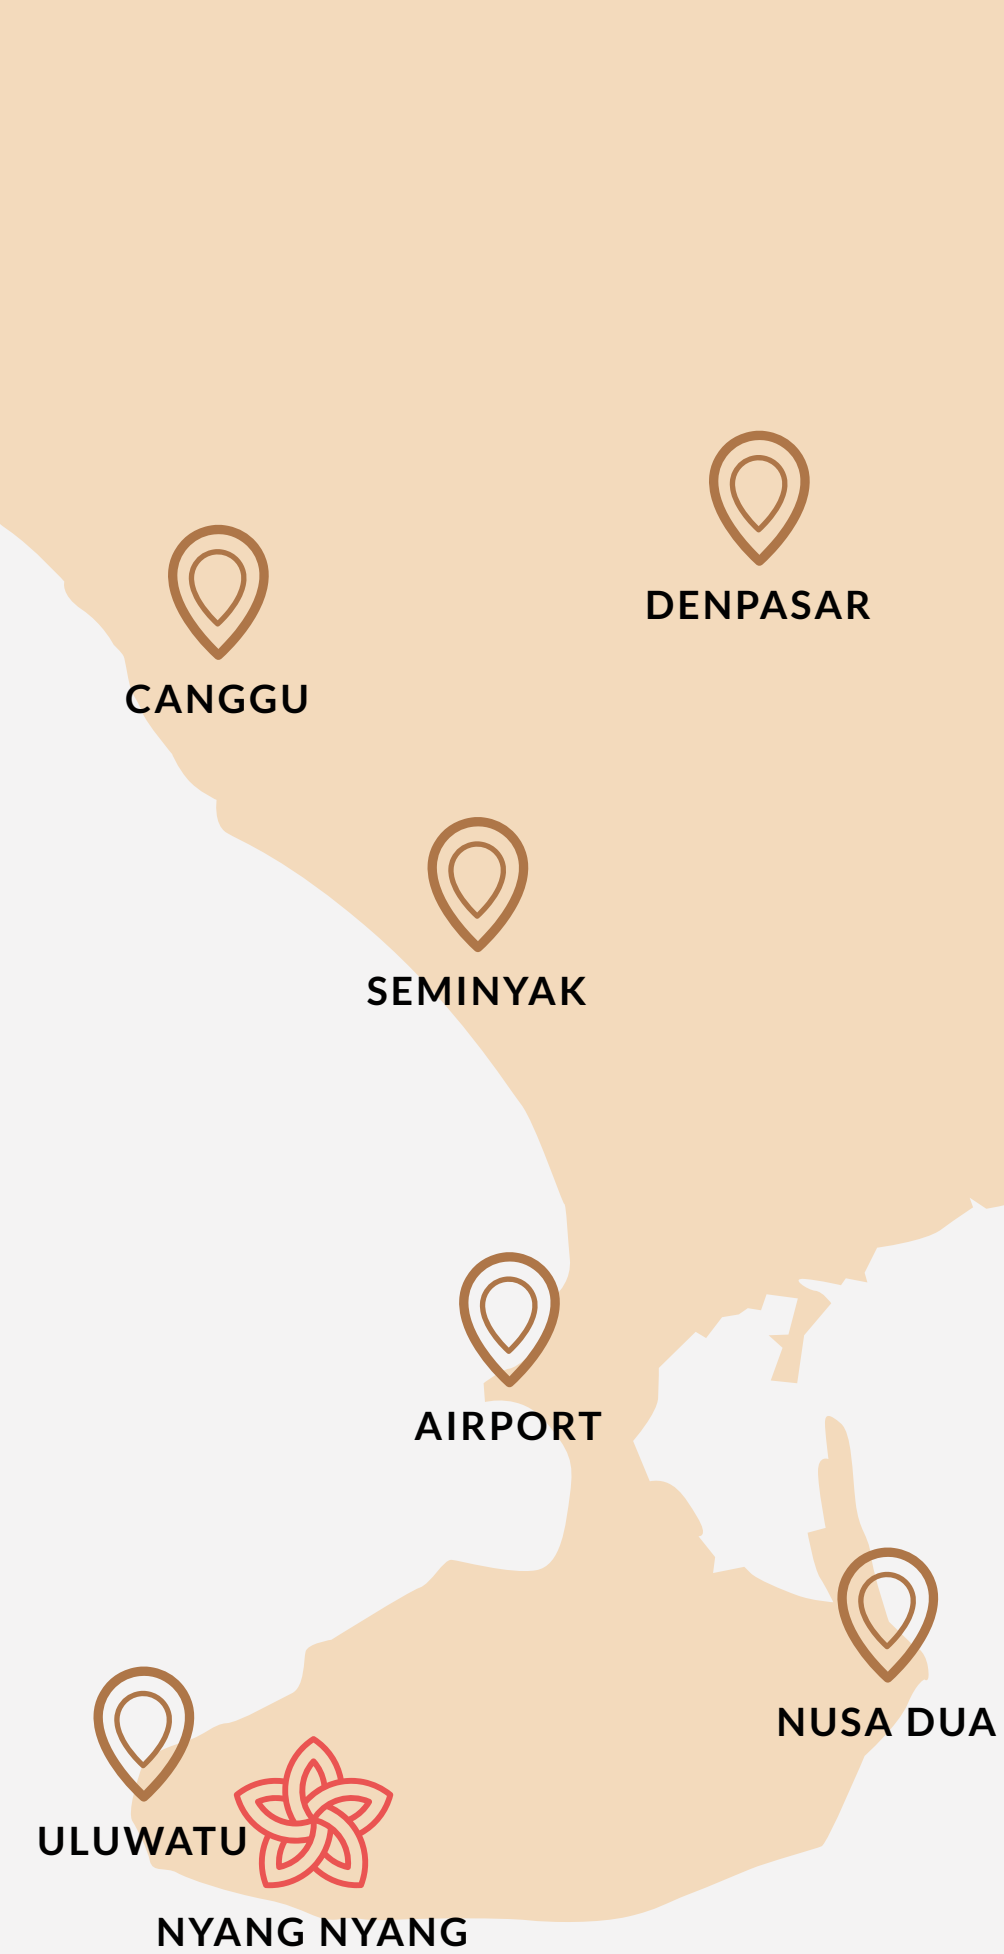 DENPASAR
CANGGU
SEMINYAK
AIRPORT
NUSA DUA
ULUWATU
NYANG NYANG